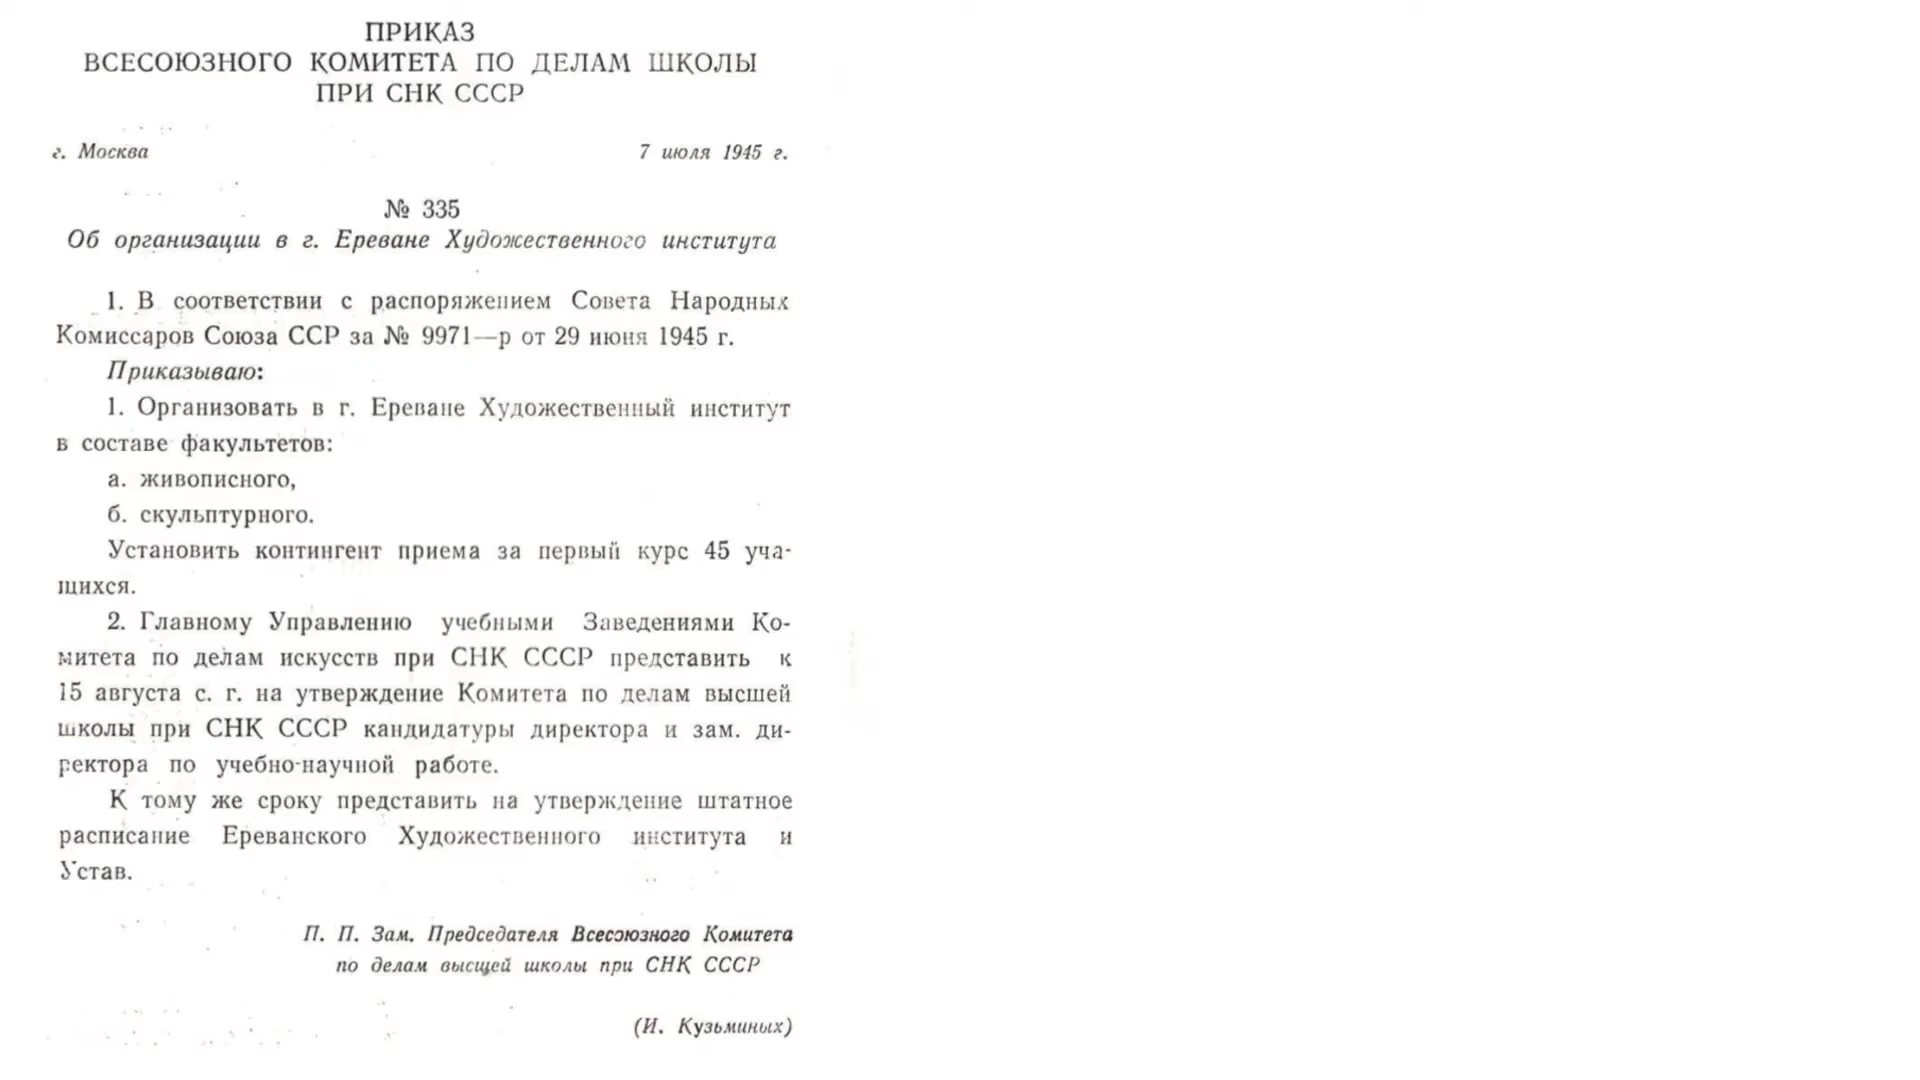 ПРИКАЗ
ВСЕСОЮЗНОГО КОМИТЕТА ПО ДЕЛАМ ШКОЛЫ
ПРИ СНК СССР
г. Москва 7 июля 1945 г.
№ 335
Об организации в г. Ереване Художественного института
1. В соответствии с распоряжением Совета Народных
Комиссаров Союза ССР за № 9971—р от 29 июня 1945 г.
Приказываю:
1. Организовать в г. Ереване Художественный институт
в составе факультетов:
а. живописного,
б. скульптурного.
Установить контингент приема за первый курс 45 уча-
щихся.
2. Главному Управлению учебными Заведениями Ко-
митета по делам искусств при СНК СССР представить к
15 августа с. г. на утверждение Комитета по делам высшей
школы при СНК СССР кандидатуры директора и зам. ди-
ректора по учебно-научной работе.
К тому же сроку представить на утверждение штатное
расписание Ереванского Художественного института и
Устав.
П. П. Зам. Председателя Всесоюзного Комитета
по делам высщей школы при СНК СССР
(И. Кузьминых)